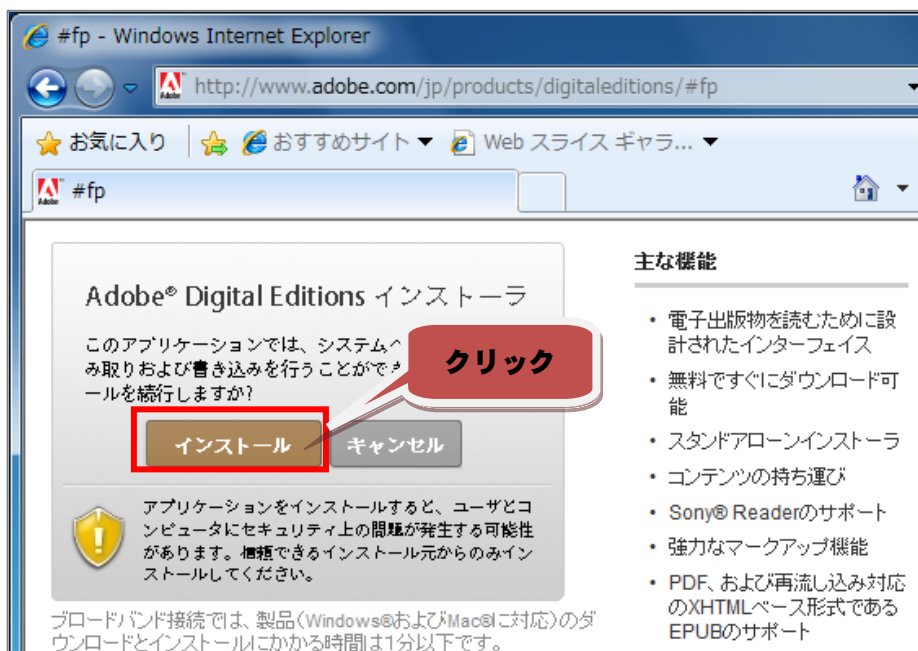 #fp - Windows Internet Explorer
http://www.adobe.com/jp/products/digitaleditions/#fp
お気に入り
おすすめサイト ▼
Web スライス ギャラ... ▼
#fp
Adobe® Digital Editions インストーラ
このアプリケーションでは、システムへ
み取りおよび書き込みを行うことができ
ールを続行しますか?
クリック
インストール
キャンセル
アプリケーションをインストールすると、ユーザとコ
ンピュータにセキュリティ上の問題が発生する可能性
があります。信頼できるインストール元からのみイン
ストールしてください。
ブロードバンド接続では、製品(Windows®およびMac®に対応)のダ
ウンロードとインストールにかかる時間は1分以下です。
主な機能
• 電子出版物を読むために設
計されたインターフェイス
• 無料ですぐにダウンロード可
能
• スタンドアローンインストーラ
• コンテンツの持ち運び
• Sony® Readerのサポート
• 強力なマークアップ機能
• PDF、および再流し込み対応
のXHTMLベース形式である
EPUBのサポート